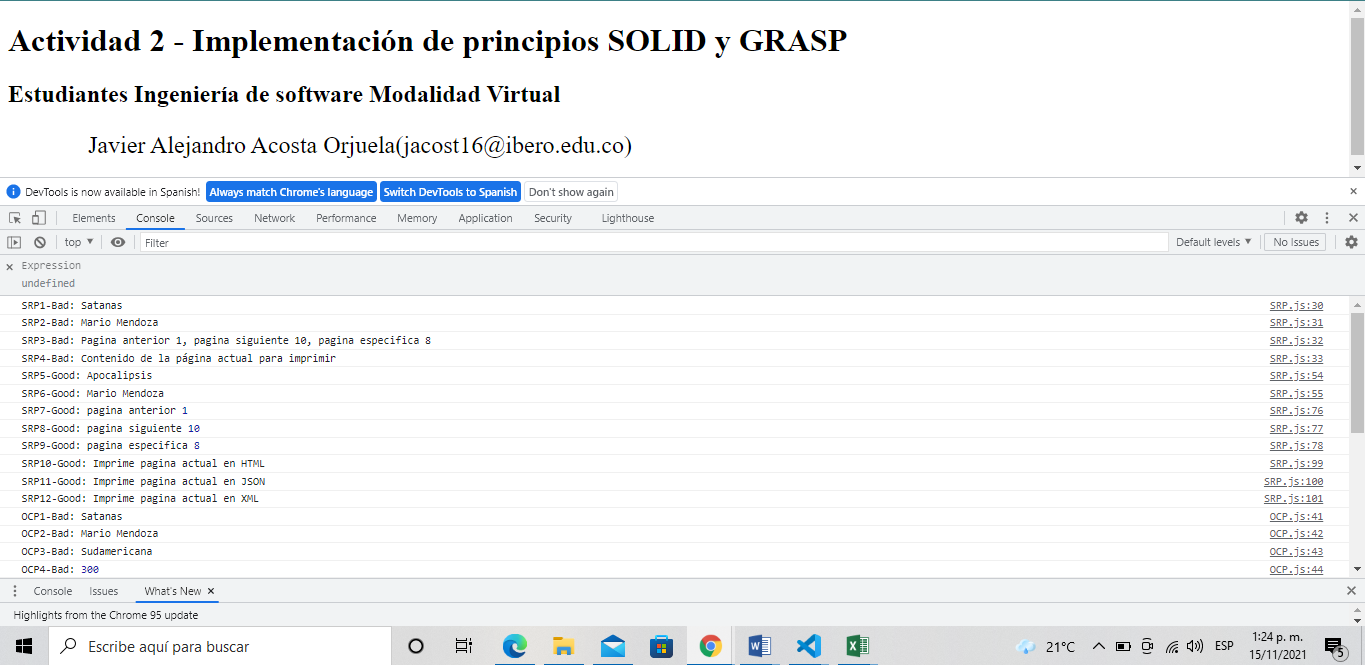 Actividad 2 - Implementación de principios SOLID y GRASP
Estudiantes Ingeniería de software Modalidad Virtual
Javier Alejandro Acosta Orjuela(jacost16@ibero.edu.co)
DevTools is now available in Spanish! Always match Chrome's language Switch DevTools to Spanish Don't show again
Elements Console Sources Network Performance Memory Application Security Lighthouse
top Filter Default levels No Issues
Expression
undefined
SRP1-Bad: Satanas SRP.js:30
SRP2-Bad: Mario Mendoza SRP.js:31
SRP3-Bad: Pagina anterior 1, pagina siguiente 10, pagina especifica 8 SRP.js:32
SRP4-Bad: Contenido de la página actual para imprimir SRP.js:33
SRP5-Good: Apocalipsis SRP.js:54
SRP6-Good: Mario Mendoza SRP.js:55
SRP7-Good: pagina anterior 1 SRP.js:76
SRP8-Good: pagina siguiente 10 SRP.js:77
SRP9-Good: pagina especifica 8 SRP.js:78
SRP10-Good: Imprime pagina actual en HTML SRP.js:99
SRP11-Good: Imprime pagina actual en JSON SRP.js:100
SRP12-Good: Imprime pagina actual en XML SRP.js:101
OCP1-Bad: Satanas OCP.js:41
OCP2-Bad: Mario Mendoza OCP.js:42
OCP3-Bad: Sudamericana OCP.js:43
OCP4-Bad: 300 OCP.js:44
Console Issues What's New
Highlights from the Chrome 95 update
Escribe aquí para buscar 21°C ESP 1:24 p. m.
15/11/2021 5